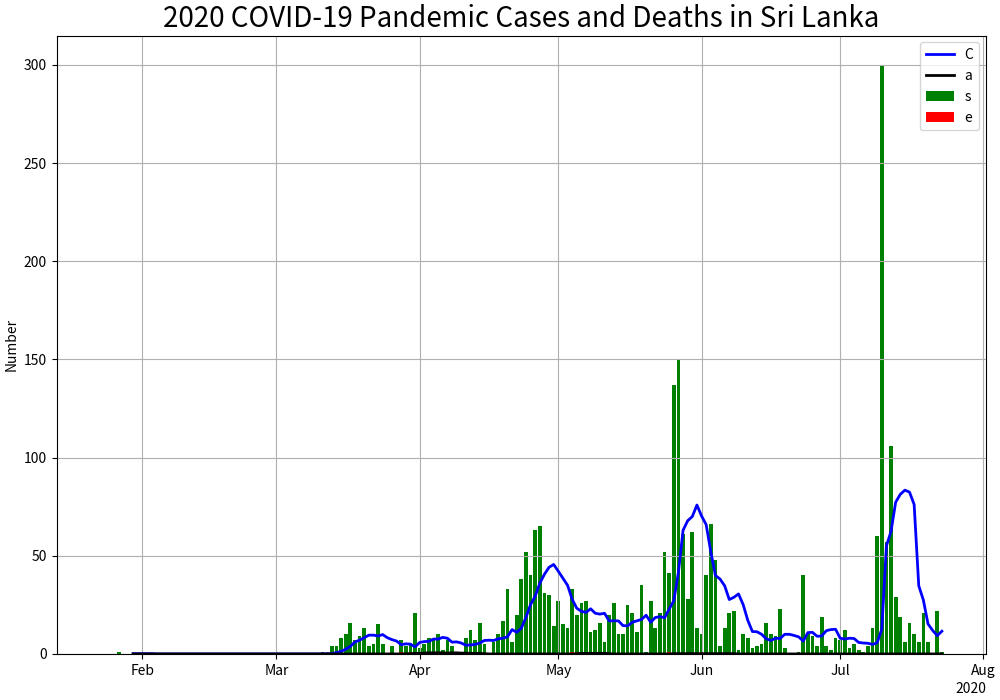 2020 COVID-19 Pandemic Cases and Deaths in Sri Lanka
300
250
200
150
100
50
0
Number
C
a
s
e
Feb
Mar
Apr
May
Jun
Jul
Aug
2020